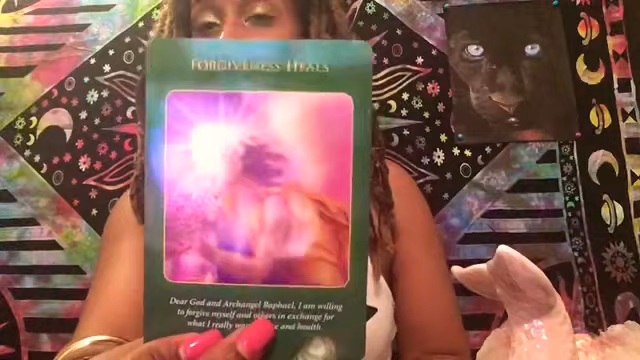 FORGIVENESS HEALS
Dear God and Archangel Raphael, I am willing
to forgive myself and others in exchange for
what I really and health.